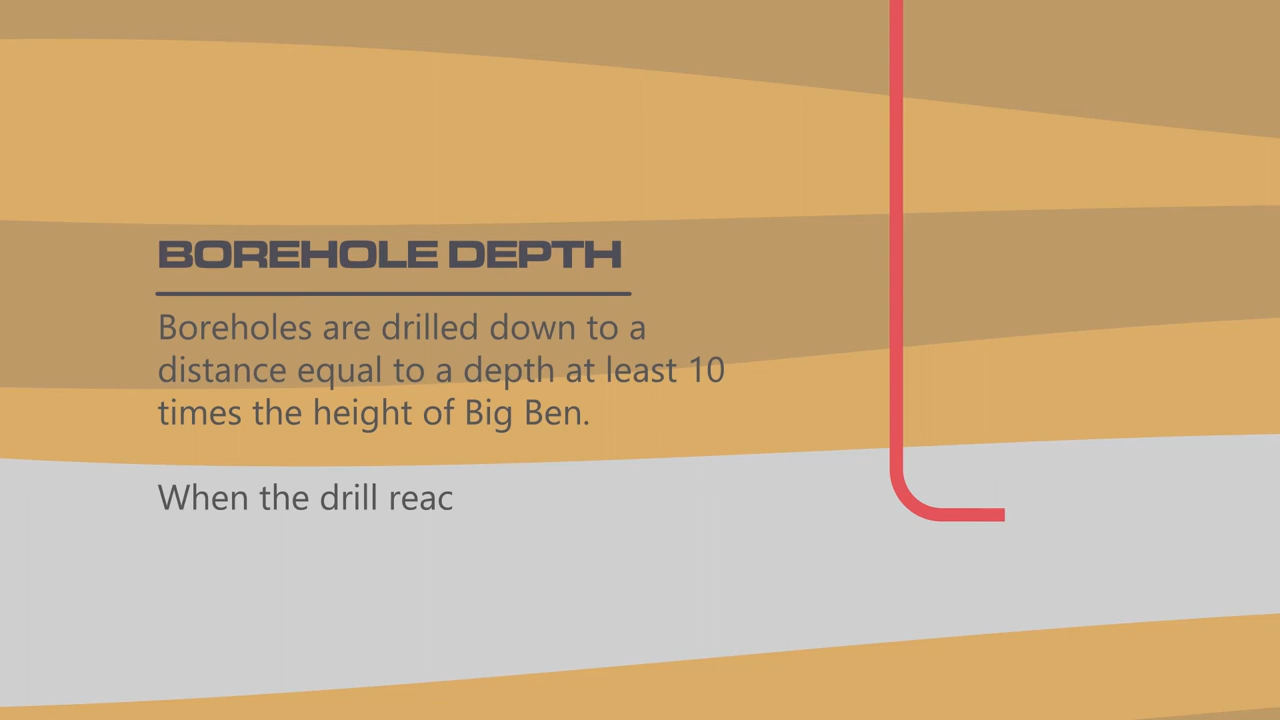 BOREHOLE DEPTH
Boreholes are drilled down to a
distance equal to a depth at least 10
times the height of Big Ben.
When the drill reac